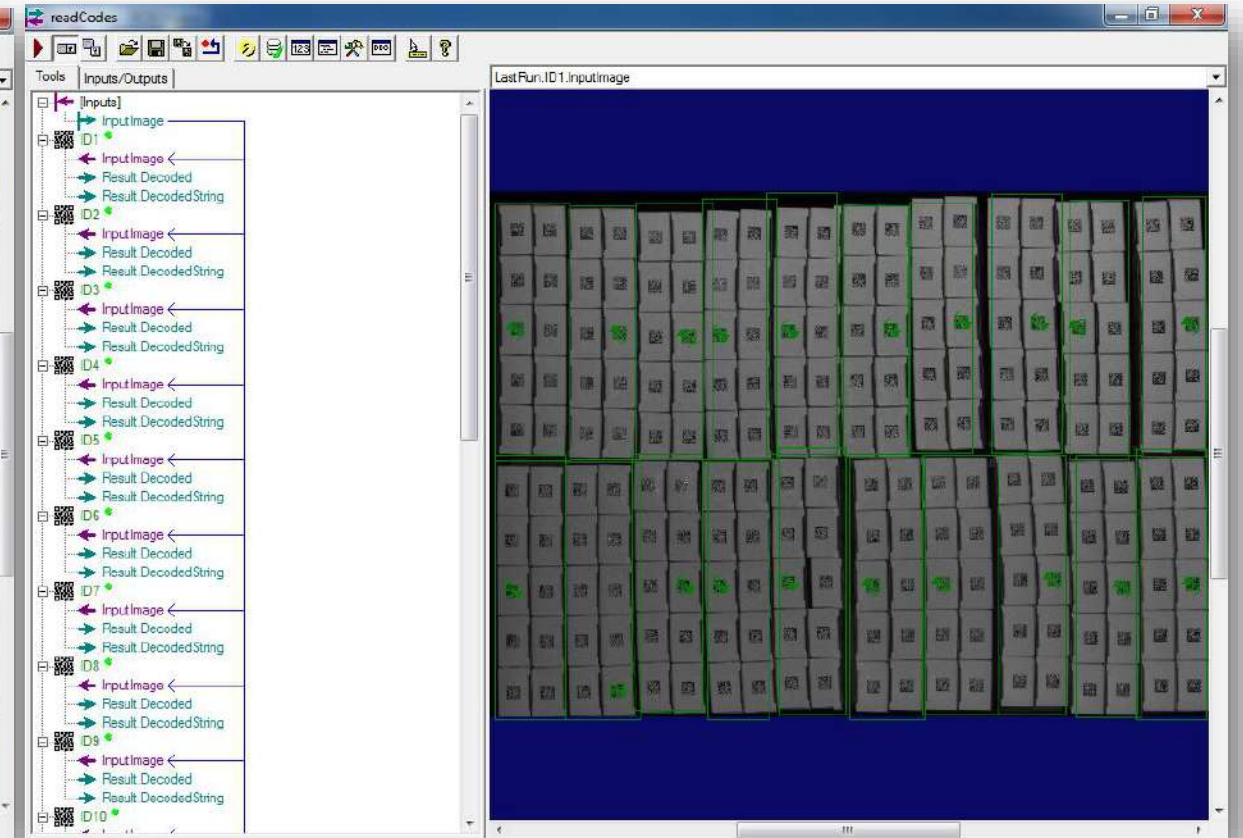 readCodes
Tools
Inputs/Outputs
LastRun.ID1.InputImage
[Inputs]
InputImage
ID1
InputImage
Result.Decoded
Result.DecodedString
ID2
InputImage
Result.Decoded
Result.DecodedString
ID3
InputImage
Result.Decoded
Result.DecodedString
ID4
InputImage
Result.Decoded
Result.DecodedString
ID5
InputImage
Result.Decoded
Result.DecodedString
ID6
InputImage
Result.Decoded
Result.DecodedString
ID7
InputImage
Result.Decoded
Result.DecodedString
ID8
InputImage
Result.Decoded
Result.DecodedString
ID9
InputImage
Result.Decoded
Result.DecodedString
ID10